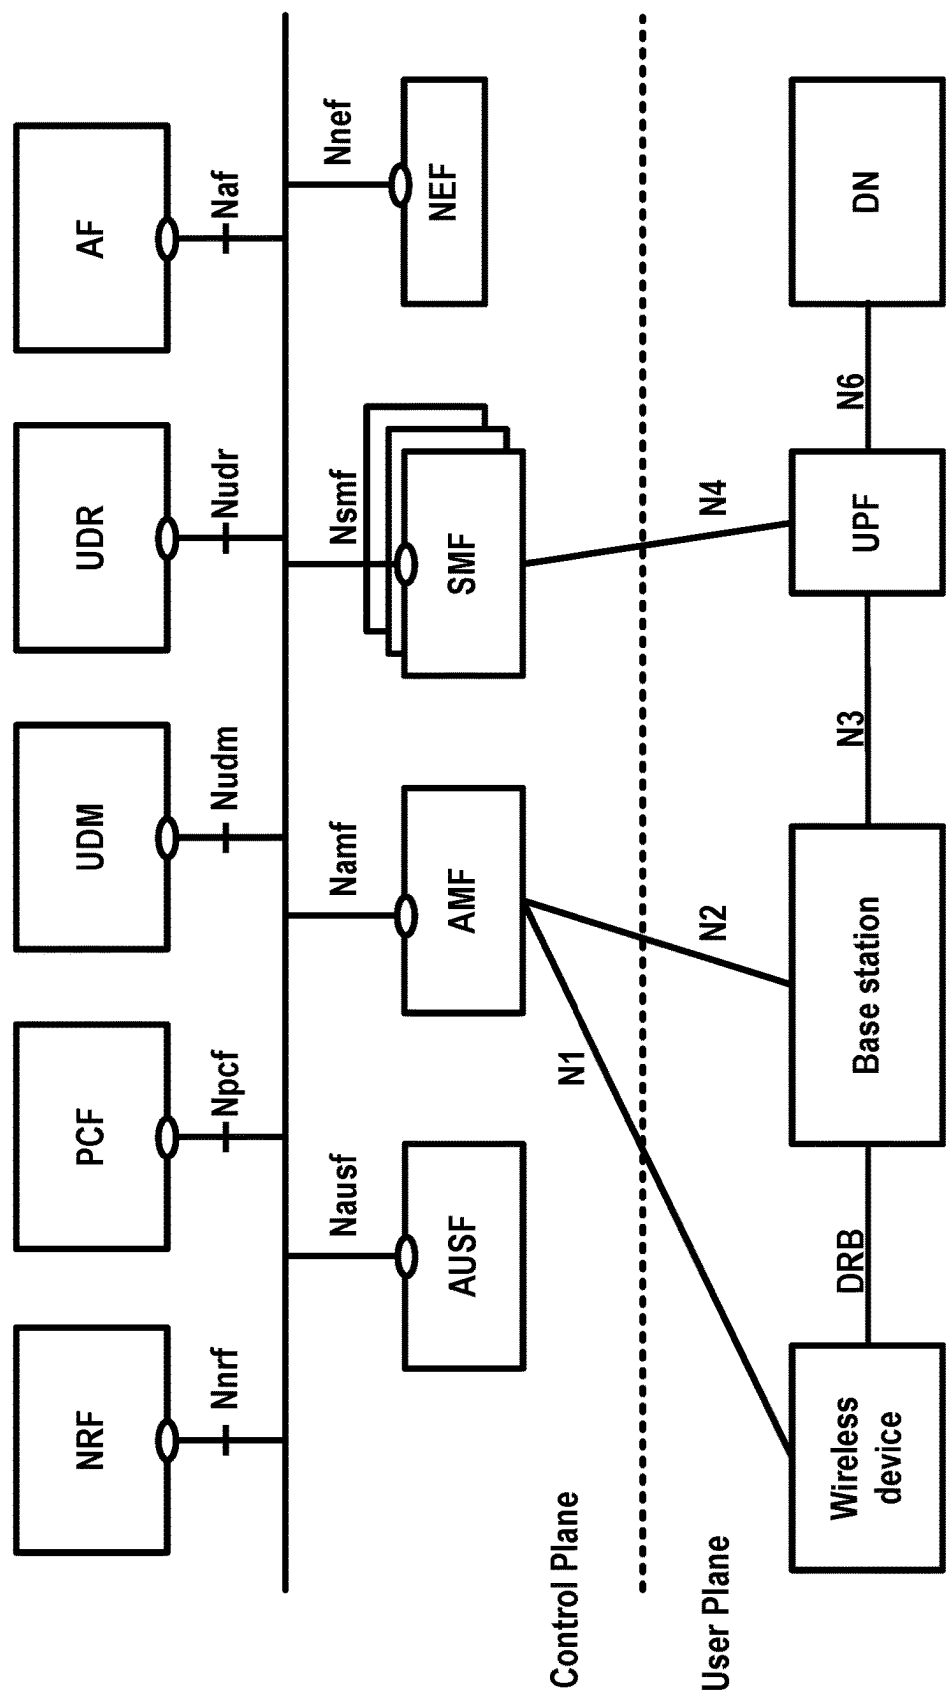 NRF
PCF
UDM
UDR
AF
Nnrf
Npcf
Nudm
Nudr
Naf
Nausf
Namf
Nsmf
Nnef
AUSF
AMF
SMF
NEF
Control Plane
N1
User Plane
N2
N4
Wireless
device
DRB
Base station
N3
UPF
N6
DN